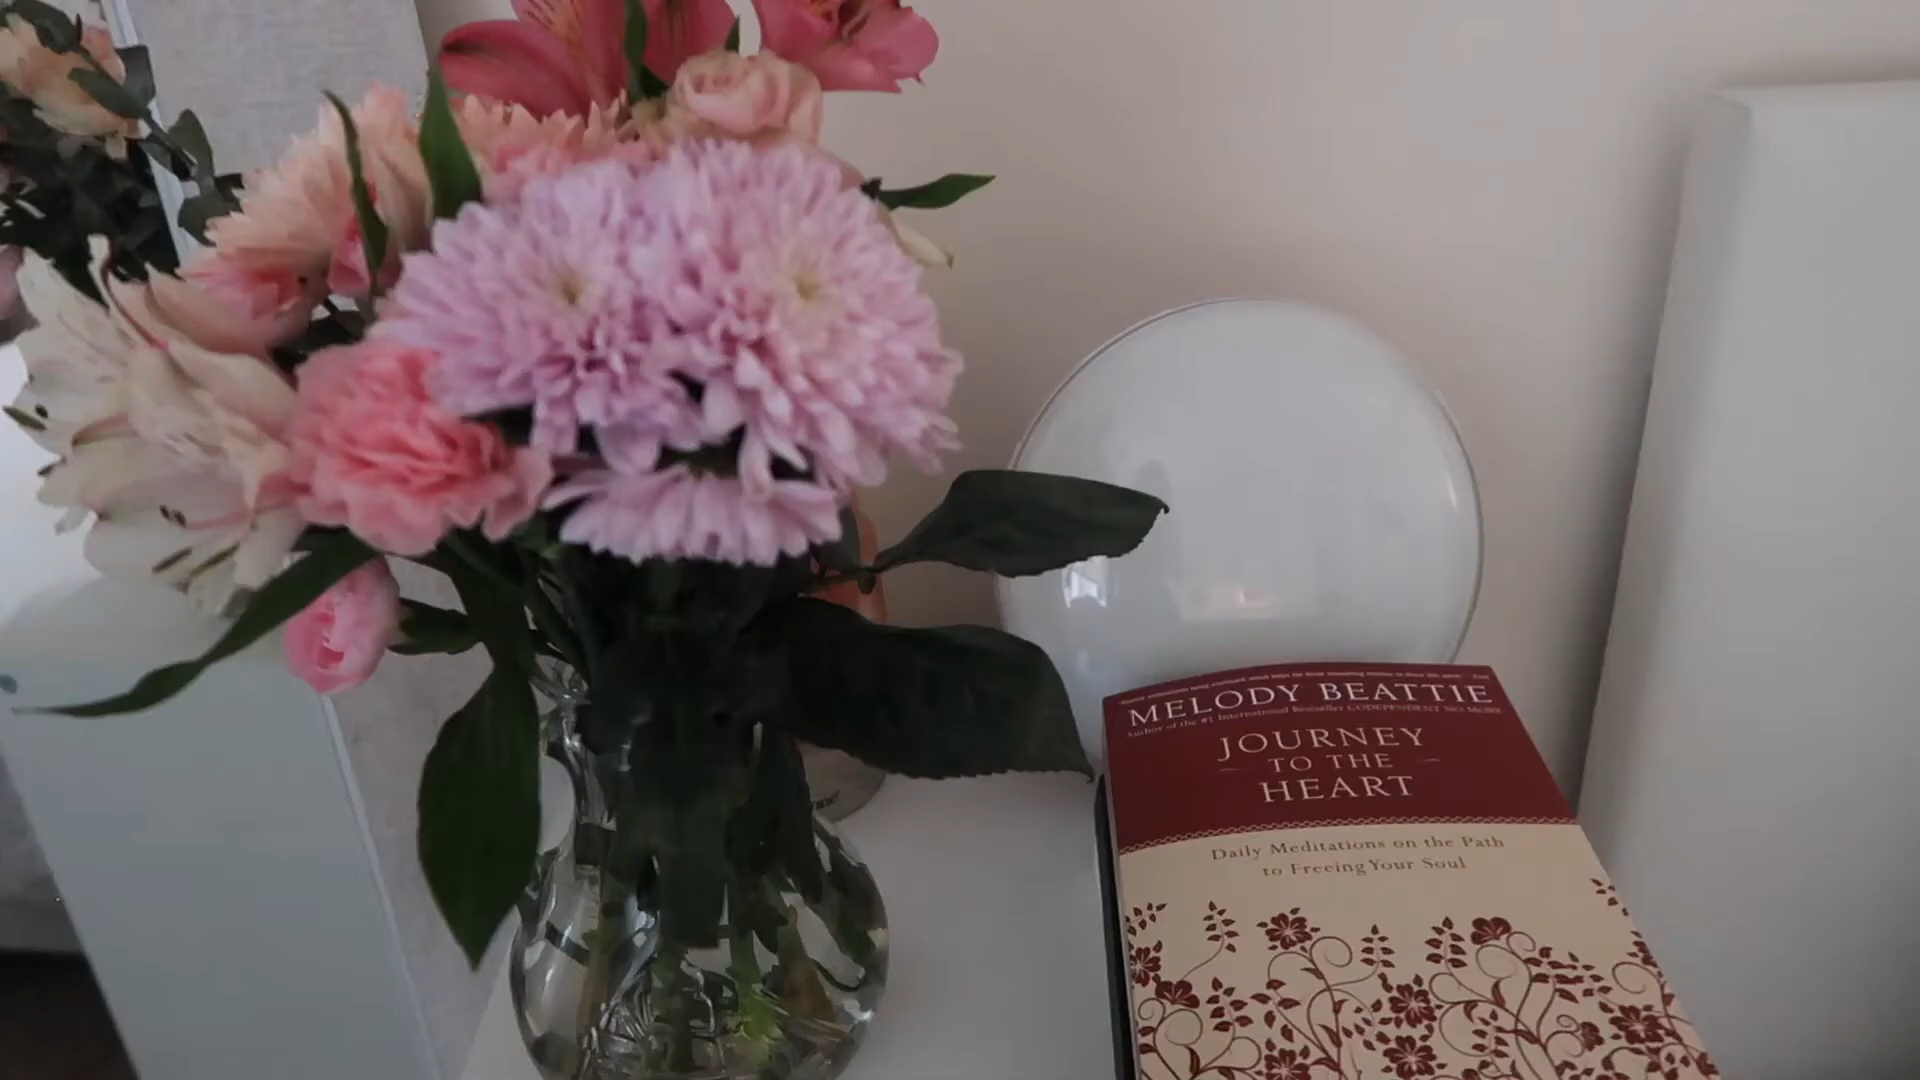 MELODY BEATTIE
Author of the #1 International Bestseller CODEPENDENT NO MORE
JOURNEY
TO THE
HEART
Daily Meditations on the Path
to Freeing Your Soul